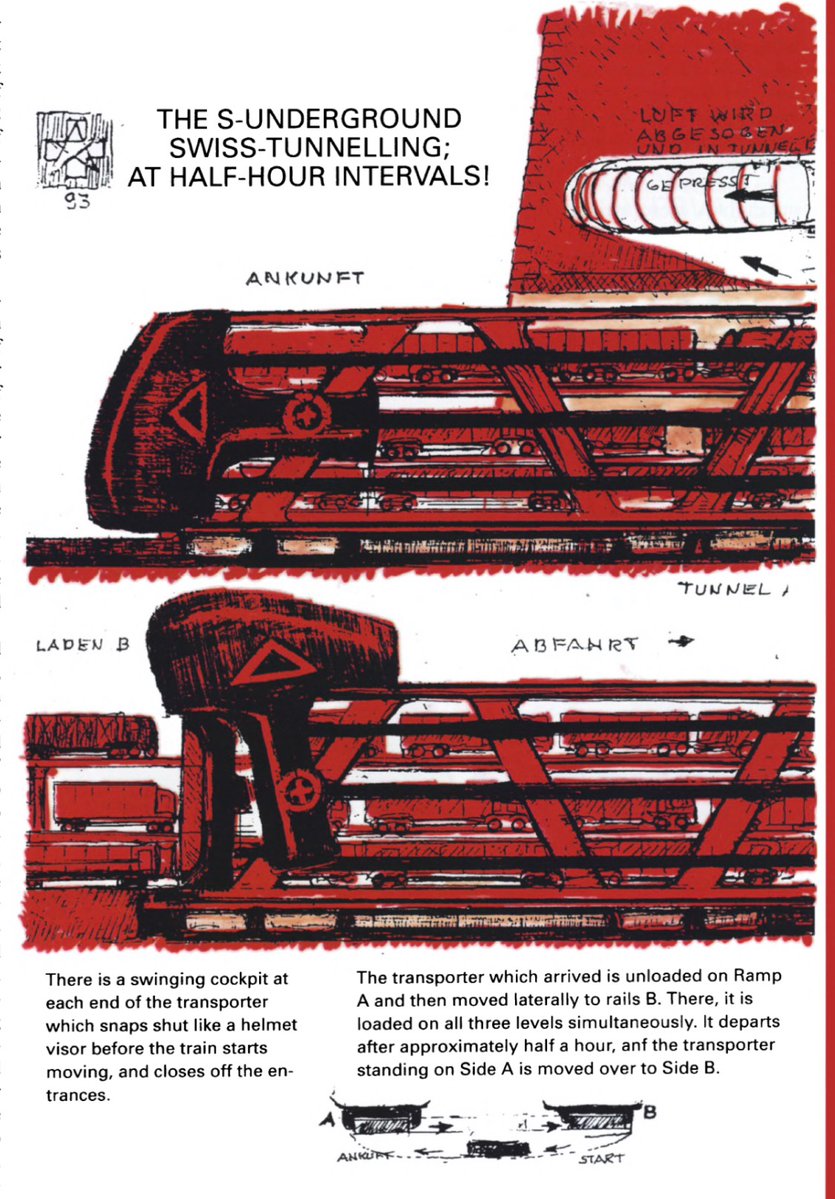 THE S-UNDERGROUND
SWISS-TUNNELLING;
AT HALF-HOUR INTERVALS!
93
LUFT WIRD
ABGESOGEN
UND IN TUNNEL
GEPRESST
ANKUNFT
TUNNEL
LADEN B
ABFAHRT →
There is a swinging cockpit at
each end of the transporter
which snaps shut like a helmet
visor before the train starts
moving, and closes off the en-
trances.
The transporter which arrived is unloaded on Ramp
A and then moved laterally to rails B. There, it is
loaded on all three levels simultaneously. It departs
after approximately half a hour, anf the transporter
standing on Side A is moved over to Side B.
A
B
START